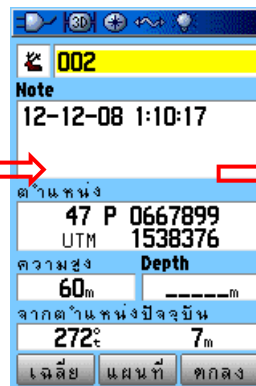 3D
002
Note
12-12-08 1:10:17
ตำแหน่ง
47 P 0667899
UTM 1538376
ความสูง Depth
60m _____m
จากตำแหน่งปัจจุบัน
272° 7m
เฉลี่ย แผนที่ ตกลง